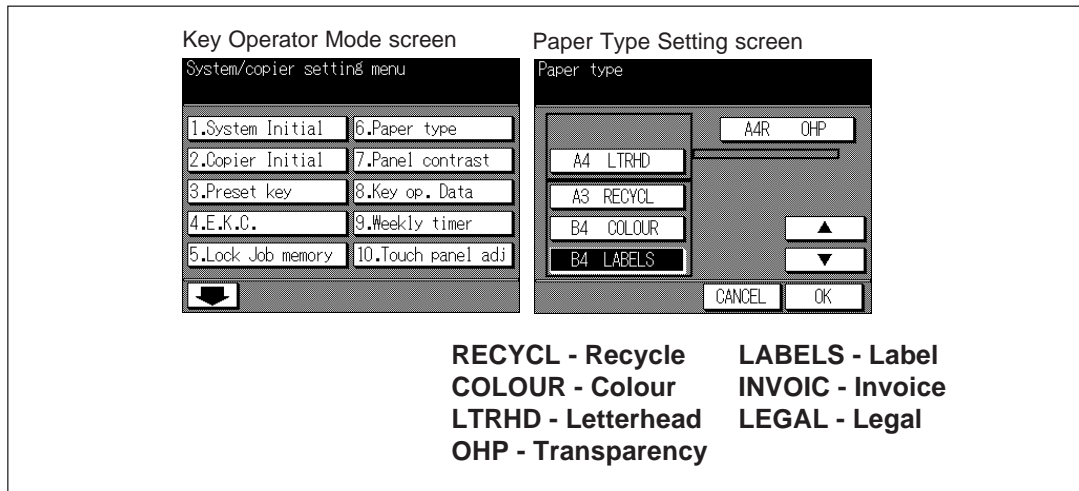 Key Operator Mode screen
System/copier setting menu
1.System Initial
6.Paper type
2.Copier Initial
7.Panel contrast
3.Preset key
8.Key op. Data
4.E.K.C.
9.Weekly timer
5.Lock Job memory
10.Touch panel adj
Paper Type Setting screen
Paper type
A4R OHP
A4 LTRHD
A3 RECYCL
B4 COLOUR
B4 LABELS
CANCEL
OK
RECYCL - Recycle
LABELS - Label
COLOUR - Colour
INVOIC - Invoice
LTRHD - Letterhead
LEGAL - Legal
OHP - Transparency